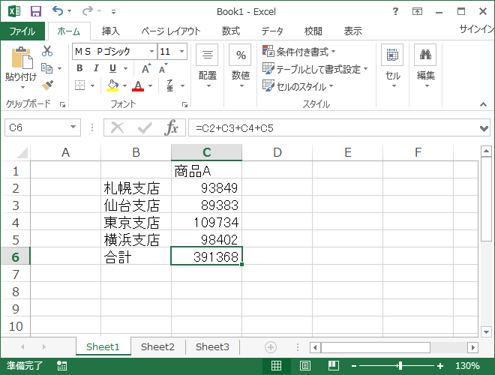 Book1 - Excel
ファイル ホーム 挿入 ページ レイアウト 数式 データ 校閲 表示 サインイン
貼り付け
クリップボード
ＭＳ Ｐゴシック 11
B I U A A
A ア亜
フォント
配置
% 数値
条件付き書式
テーブルとして書式設定
セルのスタイル
スタイル
セル
編集
C6 fx =C2+C3+C4+C5
A B C D E F
1 商品A
2 札幌支店 93849
3 仙台支店 89383
4 東京支店 109734
5 横浜支店 98402
6 合計 391368
7
8
9
10
Sheet1 Sheet2 Sheet3
準備完了 130%